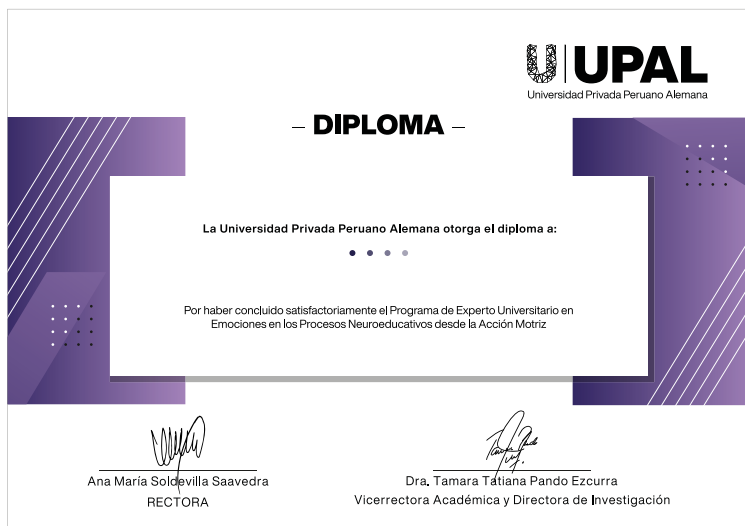 UPAL
Universidad Privada Peruano Alemana
– DIPLOMA –
La Universidad Privada Peruano Alemana otorga el diploma a:
Por haber concluido satisfactoriamente el Programa de Experto Universitario en
Emociones en los Procesos Neuroeducativos desde la Acción Motriz
Ana María Soldevilla Saavedra
RECTORA
Dra. Tamara Tatiana Pando Ezcurra
Vicerrectora Académica y Directora de Investigación